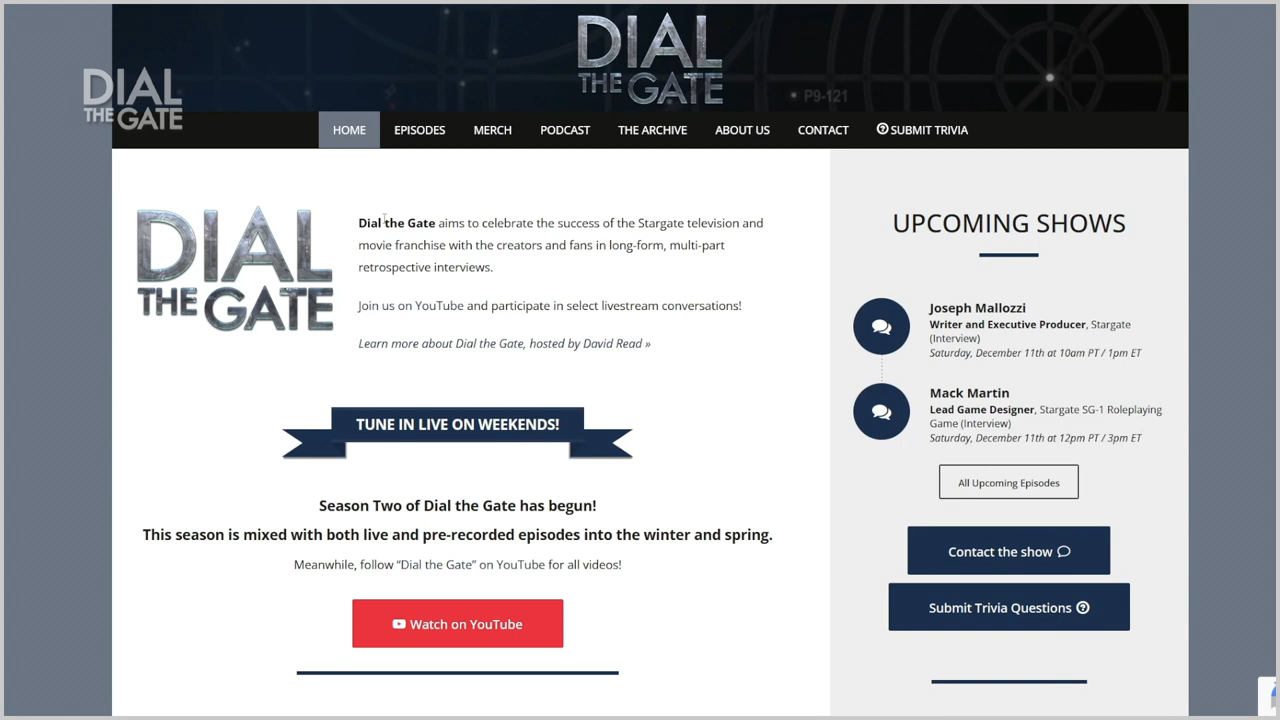 DIAL
THE GATE
P9-121
DIAL
THE GATE
HOME EPISODES MERCH PODCAST THE ARCHIVE ABOUT US CONTACT SUBMIT TRIVIA
DIAL
THE GATE
Dial the Gate aims to celebrate the success of the Stargate television and
movie franchise with the creators and fans in long-form, multi-part
retrospective interviews.
Join us on YouTube and participate in select livestream conversations!
Learn more about Dial the Gate, hosted by David Read »
TUNE IN LIVE ON WEEKENDS!
Season Two of Dial the Gate has begun!
This season is mixed with both live and pre-recorded episodes into the winter and spring.
Meanwhile, follow “Dial the Gate” on YouTube for all videos!
Watch on YouTube
UPCOMING SHOWS
Joseph Mallozzi
Writer and Executive Producer, Stargate
(Interview)
Saturday, December 11th at 10am PT / 1pm ET
Mack Martin
Lead Game Designer, Stargate SG-1 Roleplaying
Game (Interview)
Saturday, December 11th at 12pm PT / 3pm ET
All Upcoming Episodes
Contact the show
Submit Trivia Questions